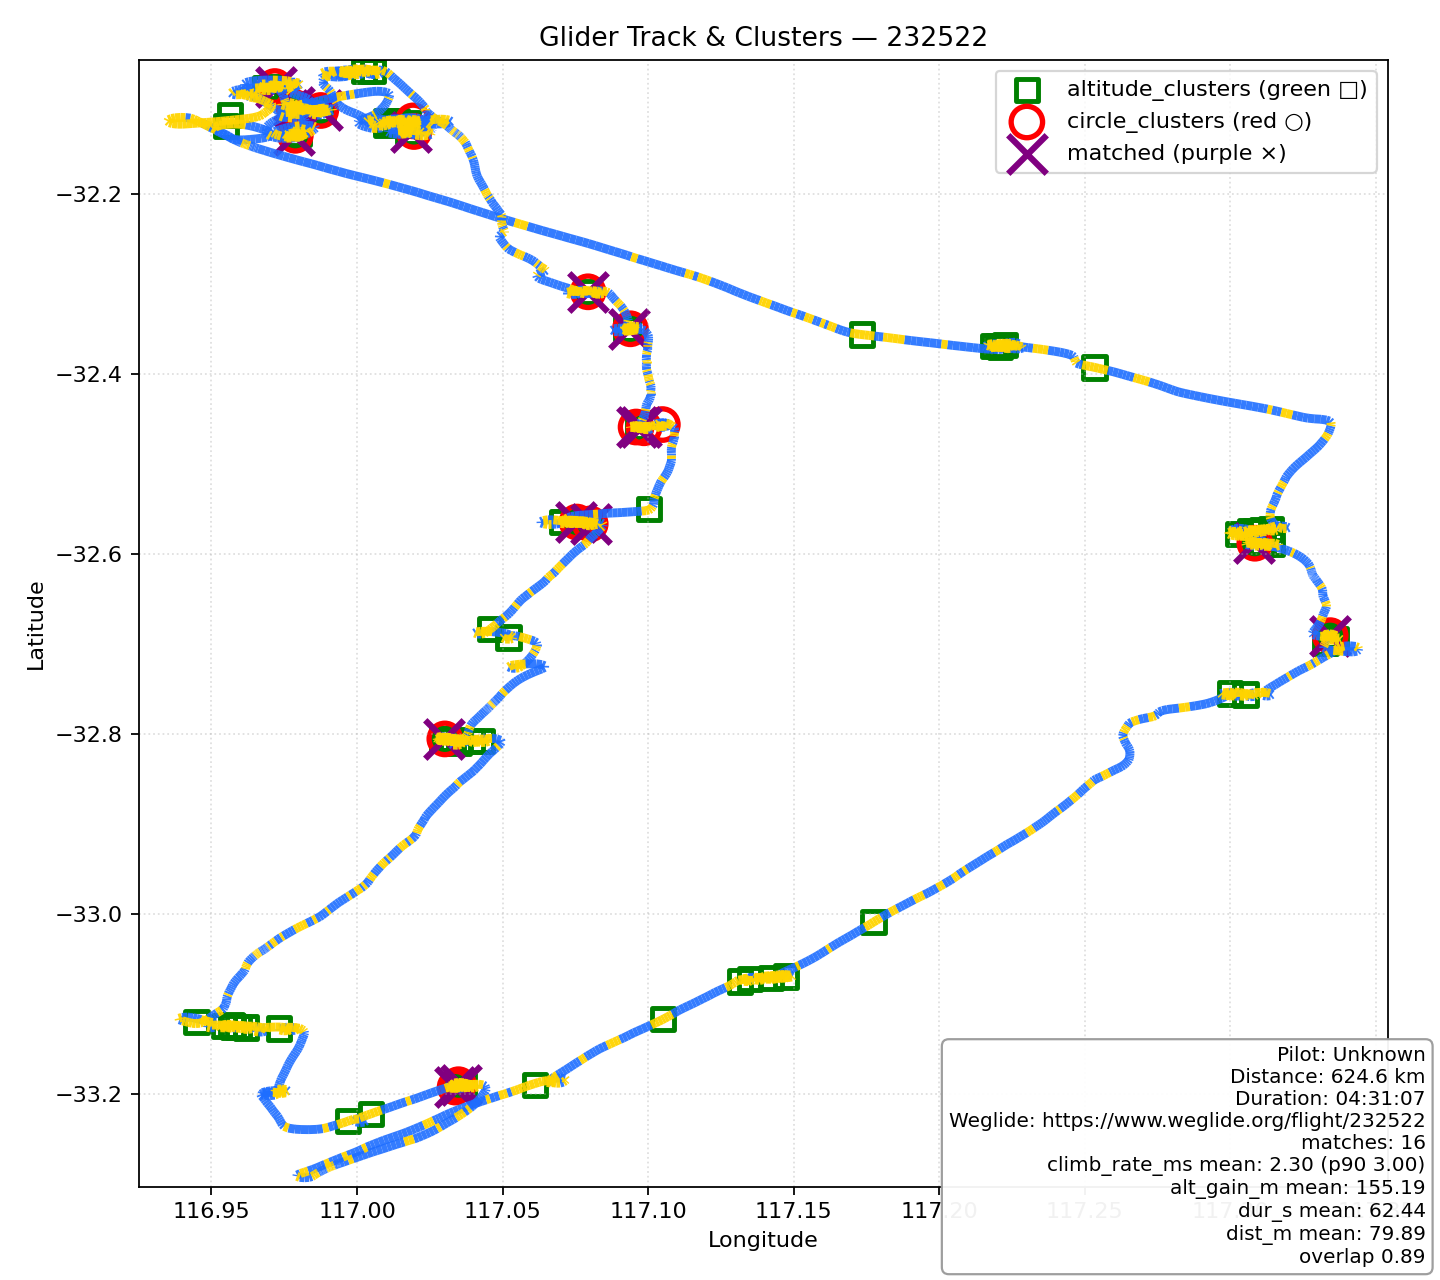 Glider Track & Clusters — 232522
altitude_clusters (green □)
circle_clusters (red ○)
matched (purple ×)
Latitude
−32.2
−32.4
−32.6
−32.8
−33.0
−33.2
116.95
117.00
117.05
117.10
117.15
117.20
117.25
Longitude
Pilot: Unknown
Distance: 624.6 km
Duration: 04:31:07
Weglide: https://www.weglide.org/flight/232522
matches: 16
climb_rate_ms mean: 2.30 (p90 3.00)
alt_gain_m mean: 155.19
dur_s mean: 62.44
dist_m mean: 79.89
overlap 0.89